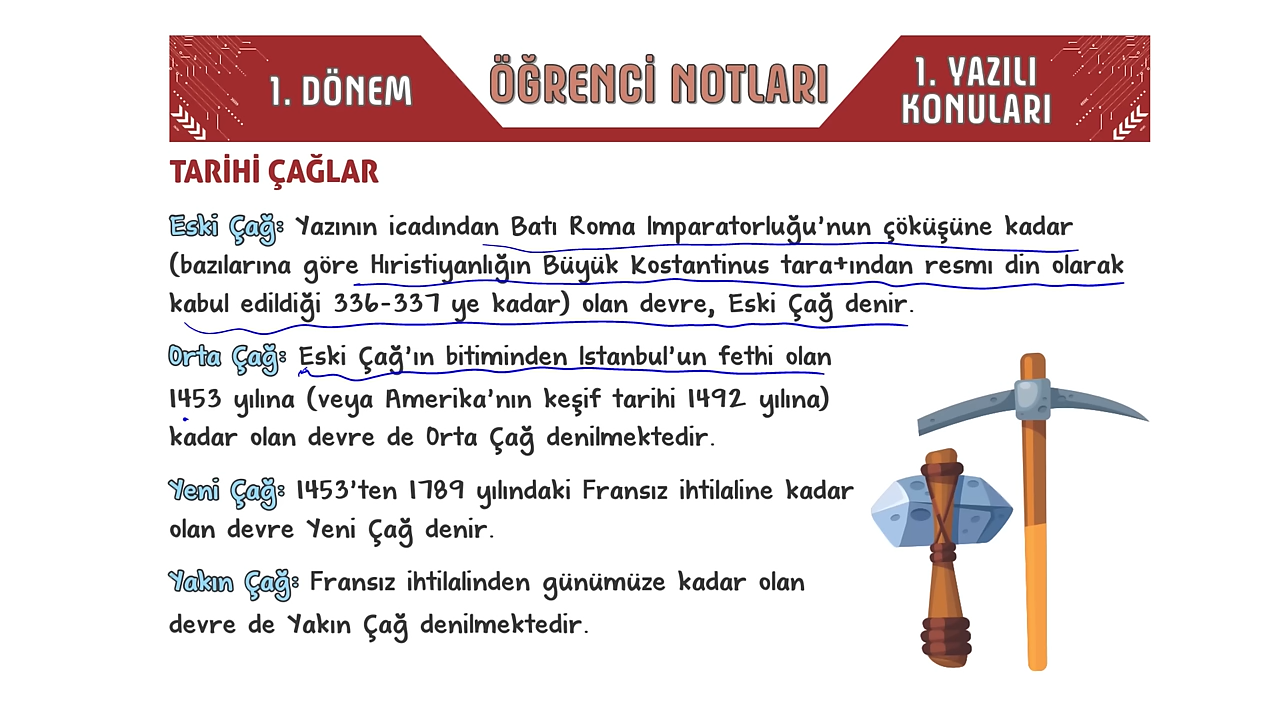 1. DÖNEM
ÖĞRENCİ NOTLARI
1. YAZILI
KONULARI
TARİHİ ÇAĞLAR
Eski Çağ: Yazının icadından Batı Roma Imparatorluğu'nun çöküşüne kadar
(bazılarına göre Hıristiyanlığın Büyük Kostantinus tarafından resmı din olarak
kabul edildiği 336-337 ye kadar) olan devre, Eski Çağ denir.
Orta Çağ: Eski Çağ'ın bitiminden Istanbul'un fethi olan
1453 yılına (veya Amerika'nın keşif tarihi 1492 yılına)
kadar olan devre de Orta Çağ denilmektedir.
Yeni Çağ: 1453'ten 1789 yılındaki Fransız ihtilaline kadar
olan devre Yeni Çağ denir.
Yakın Çağ: Fransız ihtilalinden günümüze kadar olan
devre de Yakın Çağ denilmektedir.